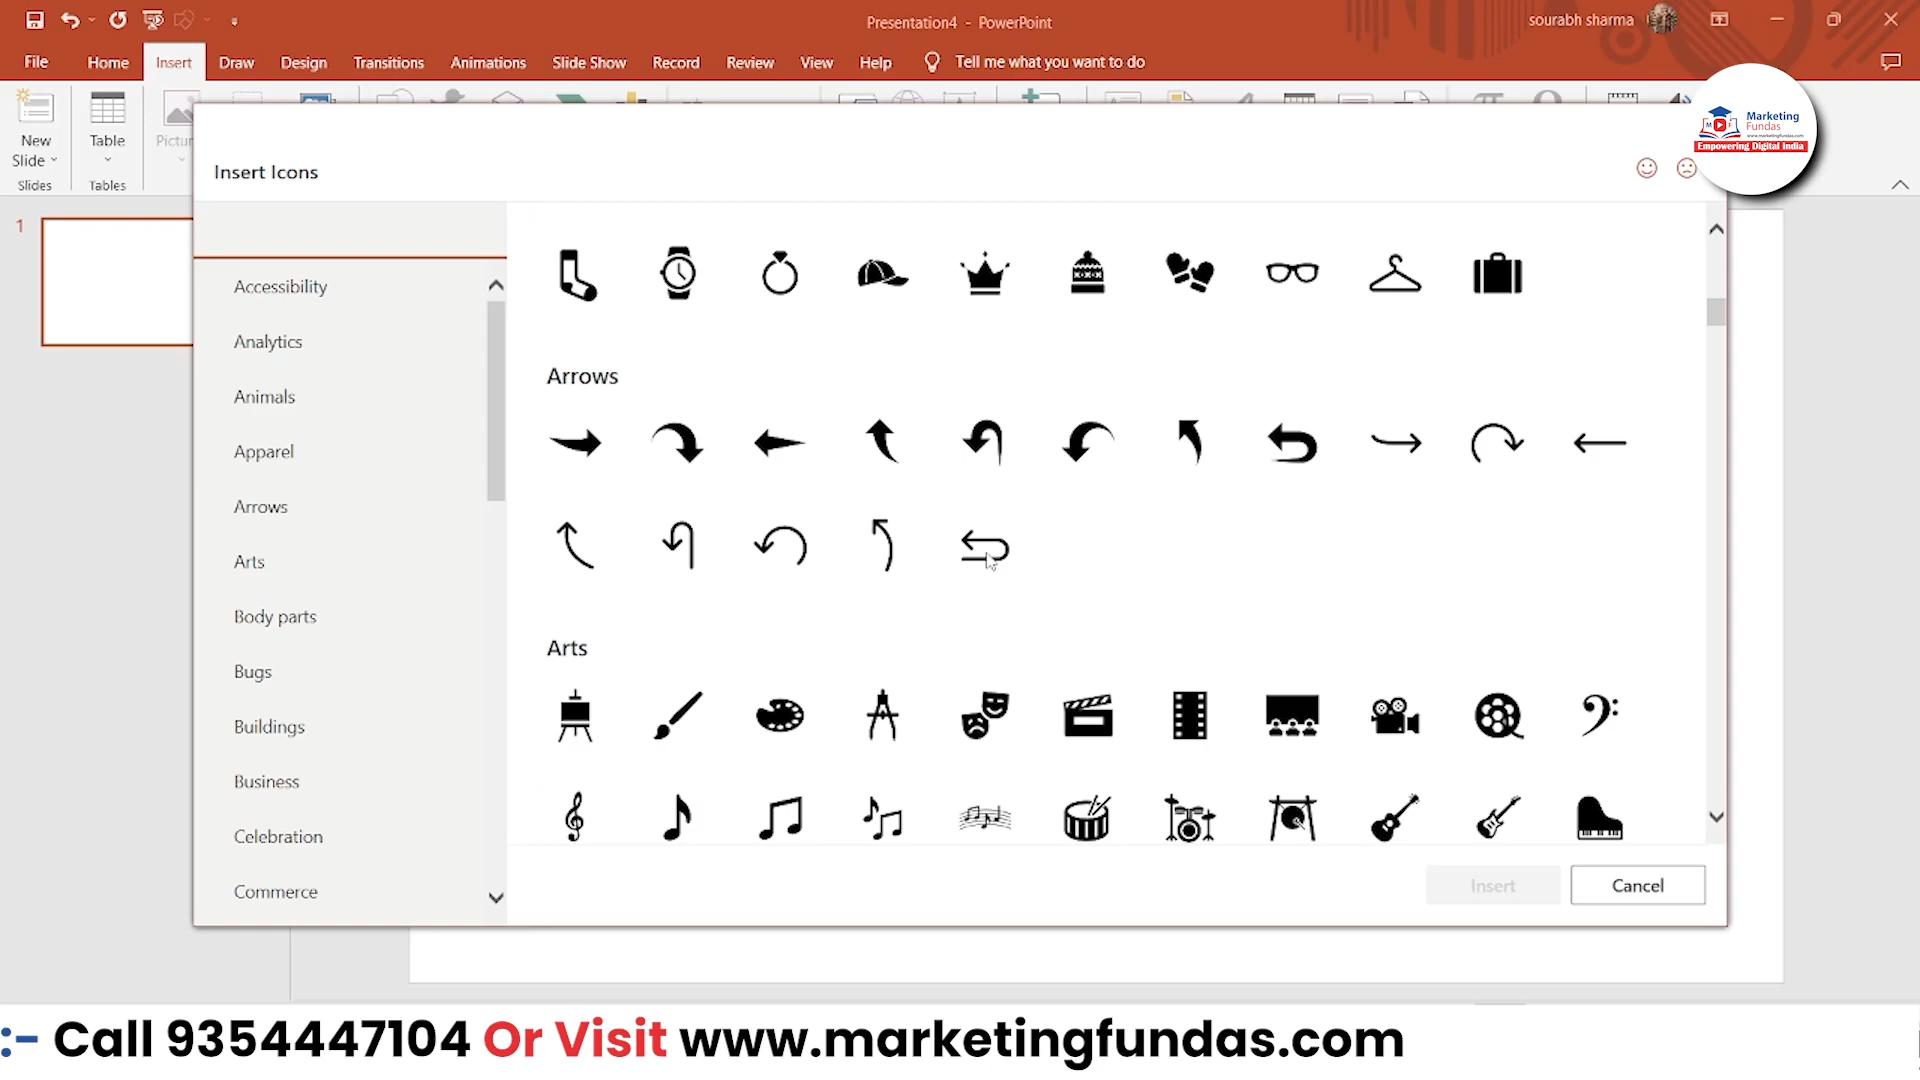 Presentation4 - PowerPoint
sourabh sharma
File Home Insert Draw Design Transitions Animations Slide Show Record Review View Help Tell me what you want to do
New
Slide
Slides
Table
Tables
Marketing
Fundas
www.marketingfundas.com
Empowering Digital India
Insert Icons
1
Accessibility
Analytics
Animals
Apparel
Arrows
Arts
Body parts
Bugs
Buildings
Business
Celebration
Commerce
Arrows
Arts
Insert
Cancel
:- Call 9354447104 Or Visit www.marketingfundas.com